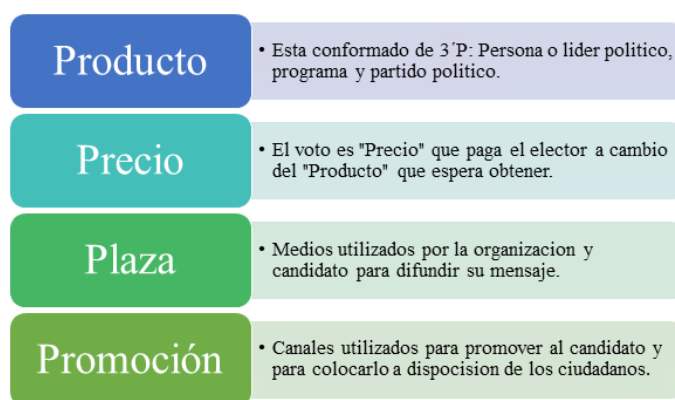 Producto
• Esta conformado de 3´P: Persona o lider politico,
programa y partido politico.
Precio
• El voto es "Precio" que paga el elector a cambio
del "Producto" que espera obtener.
Plaza
• Medios utilizados por la organizacion y
candidato para difundir su mensaje.
Promoción
• Canales utilizados para promover al candidato y
para colocarlo a dispocision de los ciudadanos.